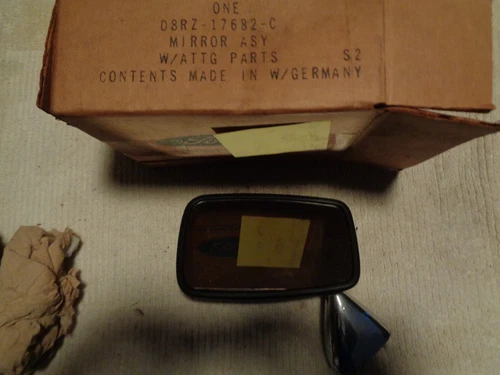 ONE
D8RZ-17682-C
MIRROR ASY
W/ATTG PARTS S2
CONTENTS MADE IN W/GERMANY